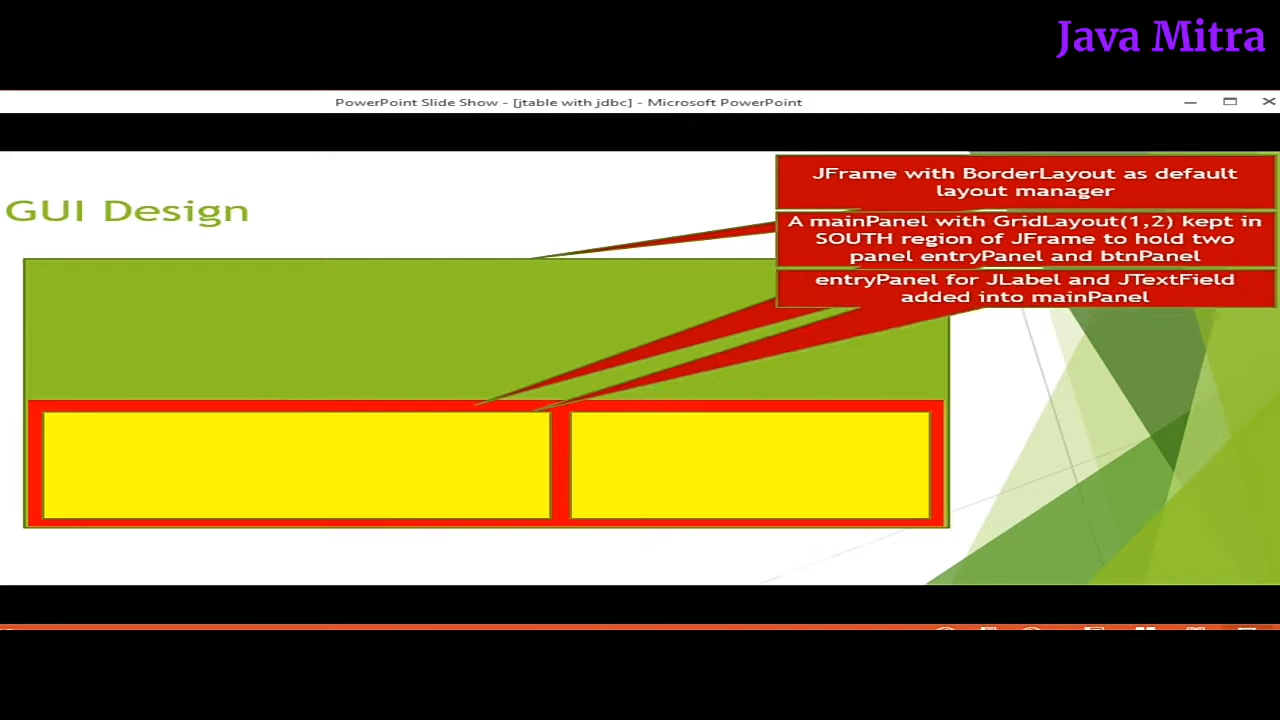 Java Mitra
PowerPoint Slide Show - [jtable with jdbc] - Microsoft PowerPoint
GUI Design
JFrame with BorderLayout as default
layout manager
A mainPanel with GridLayout(1,2) kept in
SOUTH region of JFrame to hold two
panel entryPanel and btnPanel
entryPanel for JLabel and JTextField
added into mainPanel